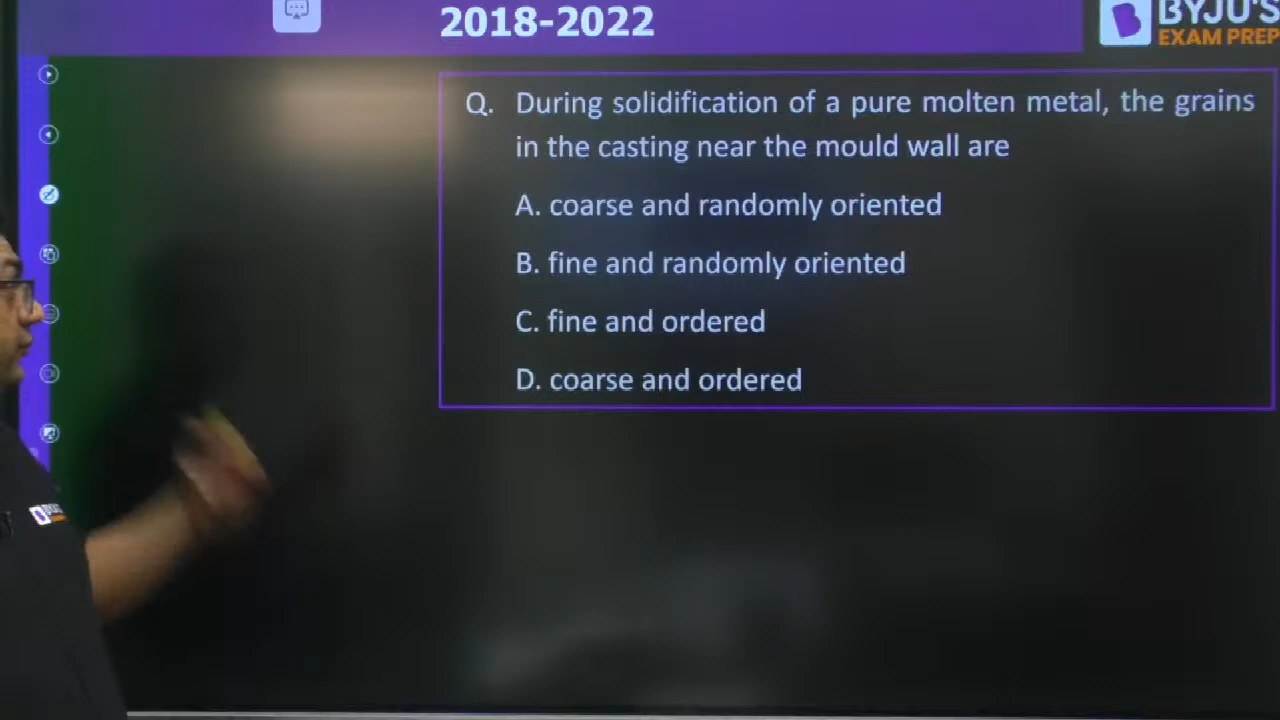 2018-2022
BYJU'S
EXAM PREP
Q. During solidification of a pure molten metal, the grains
in the casting near the mould wall are
A. coarse and randomly oriented
B. fine and randomly oriented
C. fine and ordered
D. coarse and ordered